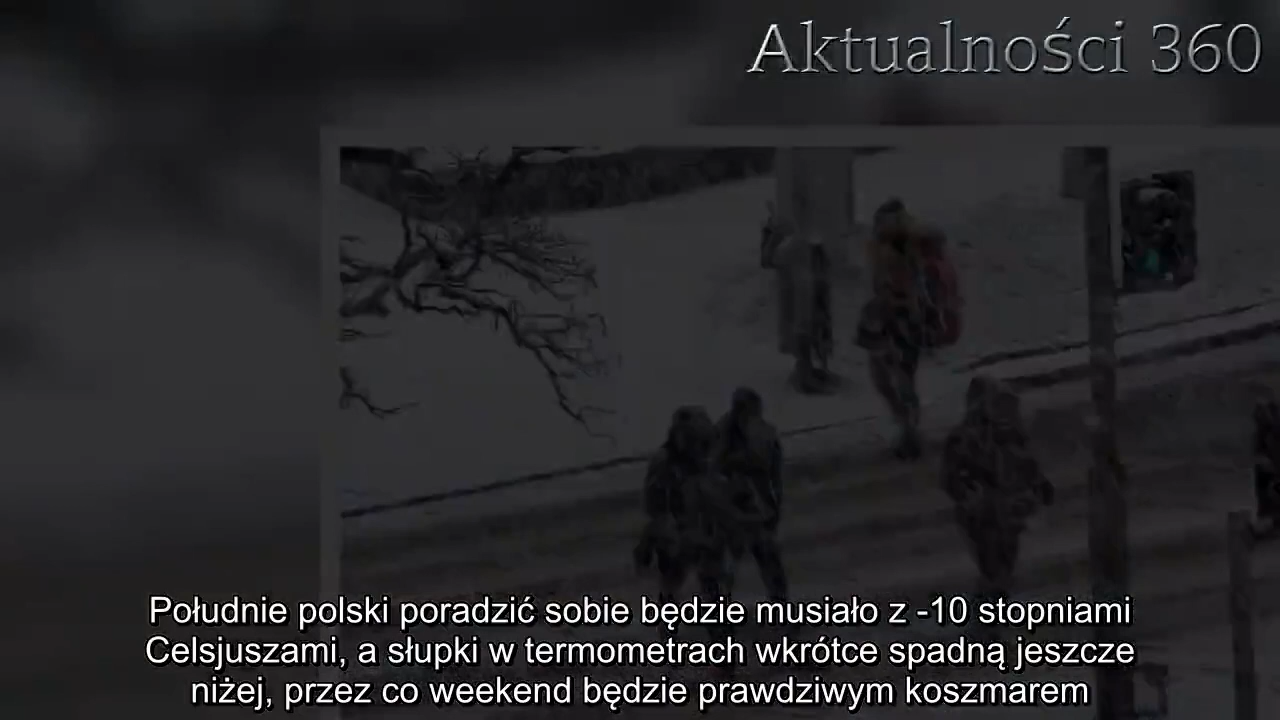 Aktualności 360
Południe polski poradzić sobie będzie musiało z -10 stopniami
Celsjuszami, a słupki w termometrach wkrótce spadną jeszcze
niżej, przez co weekend będzie prawdziwym koszmarem